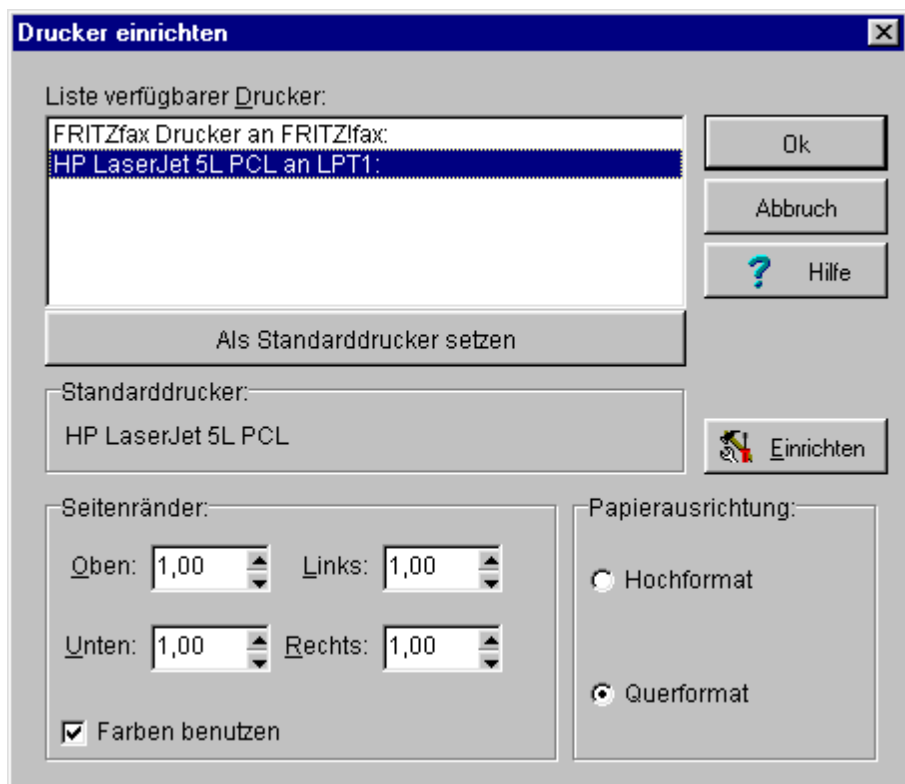 Drucker einrichten
Liste verfügbarer Drucker:
FRITZfax Drucker an FRITZ!fax:
HP LaserJet 5L PCL an LPT1:
Ok
Abbruch
? Hilfe
Als Standarddrucker setzen
Standarddrucker:
HP LaserJet 5L PCL
Einrichten
Seitenränder:
Oben: 1,00 Links: 1,00
Unten: 1,00 Rechts: 1,00
Farben benutzen
Papierausrichtung:
Hochformat
Querformat